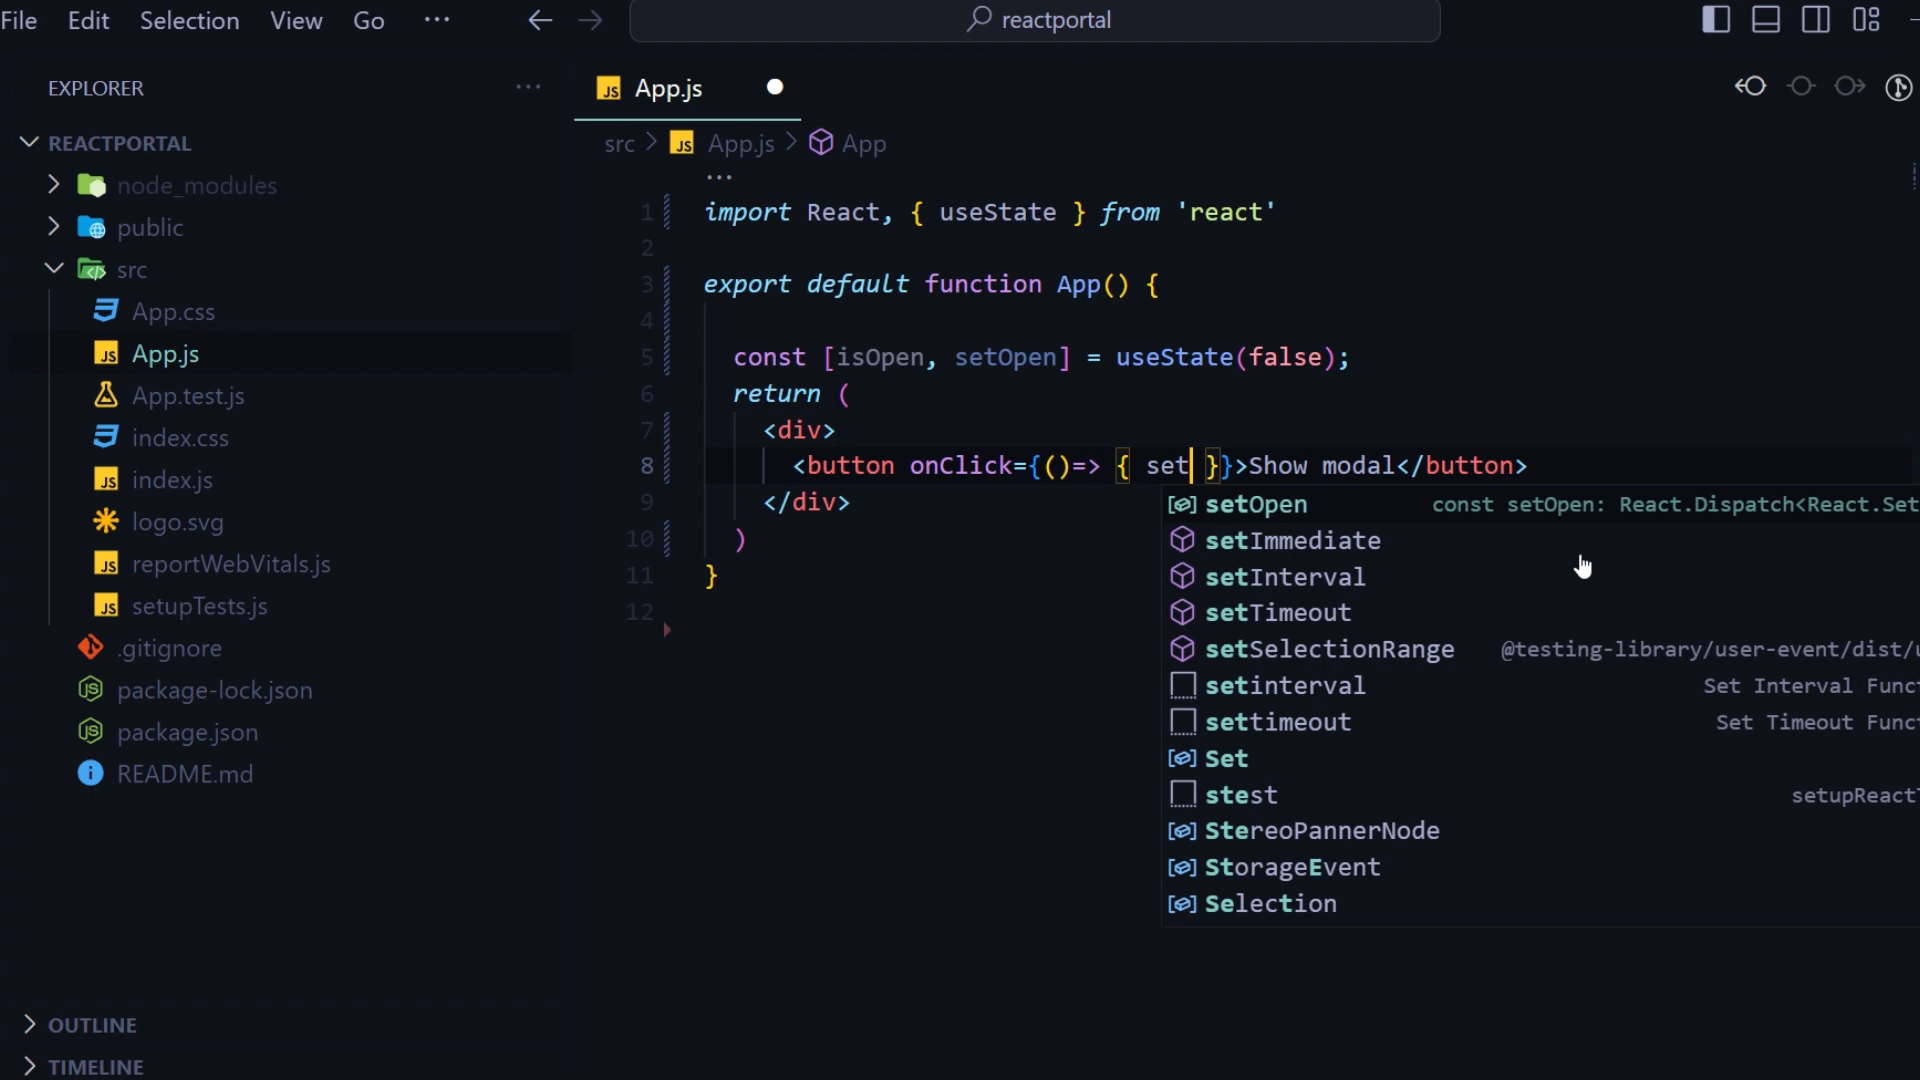 File Edit Selection View Go ···
reactportal
EXPLORER ···
REACTPORTAL
node_modules
public
src
App.css
App.js
App.test.js
index.css
index.js
logo.svg
reportWebVitals.js
setupTests.js
.gitignore
package-lock.json
package.json
README.md
OUTLINE
TIMELINE
JS App.js
src > JS App.js > App
···
1 import React, { useState } from 'react'
2
3 export default function App() {
4
5 const [isOpen, setOpen] = useState(false);
6 return (
7 <div>
8 <button onClick={()=> { set }}>Show modal</button>
9 </div>
10 )
11 }
12
setOpen const setOpen: React.Dispatch<React.Set
setImmediate
setInterval
setTimeout
setSelectionRange @testing-library/user-event/dist/
setinterval Set Interval Funct
settimeout Set Timeout Funct
Set
stest setupReactT
StereoPannerNode
StorageEvent
Selection